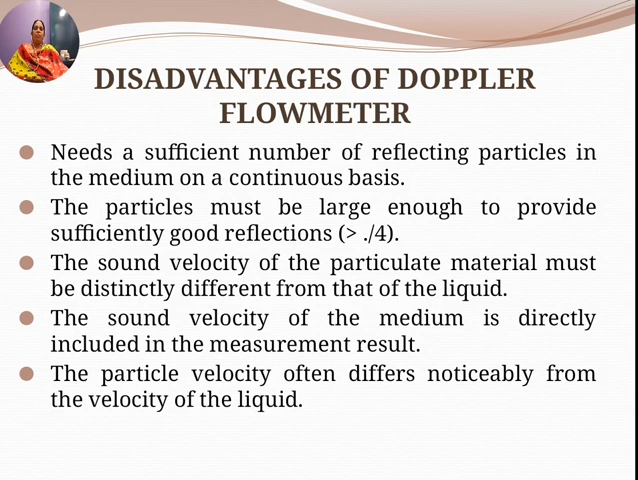 DISADVANTAGES OF DOPPLER
FLOWMETER
Needs a sufficient number of reflecting particles in
the medium on a continuous basis.
The particles must be large enough to provide
sufficiently good reflections (> ./4).
The sound velocity of the particulate material must
be distinctly different from that of the liquid.
The sound velocity of the medium is directly
included in the measurement result.
The particle velocity often differs noticeably from
the velocity of the liquid.